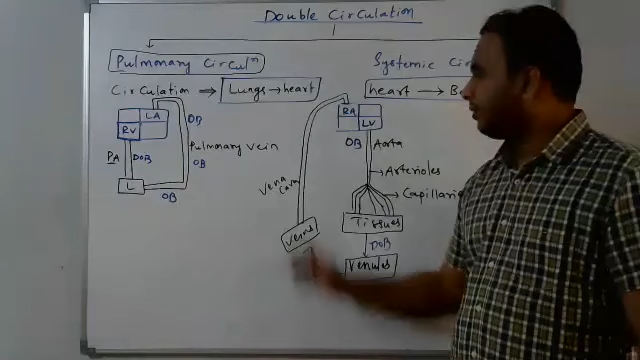 Double Circulation
Pulmonary Circulⁿ
Systemic Cir
Circulation ⇒ Lungs → heart
heart → B
LA
RV
OB
PA
DOB
Pulmonary vein
OB
L
OB
RA
LV
OB
Aorta
Vena
Cava
Arterioles
Capillari
Tissues
Veins
DOB
Venules